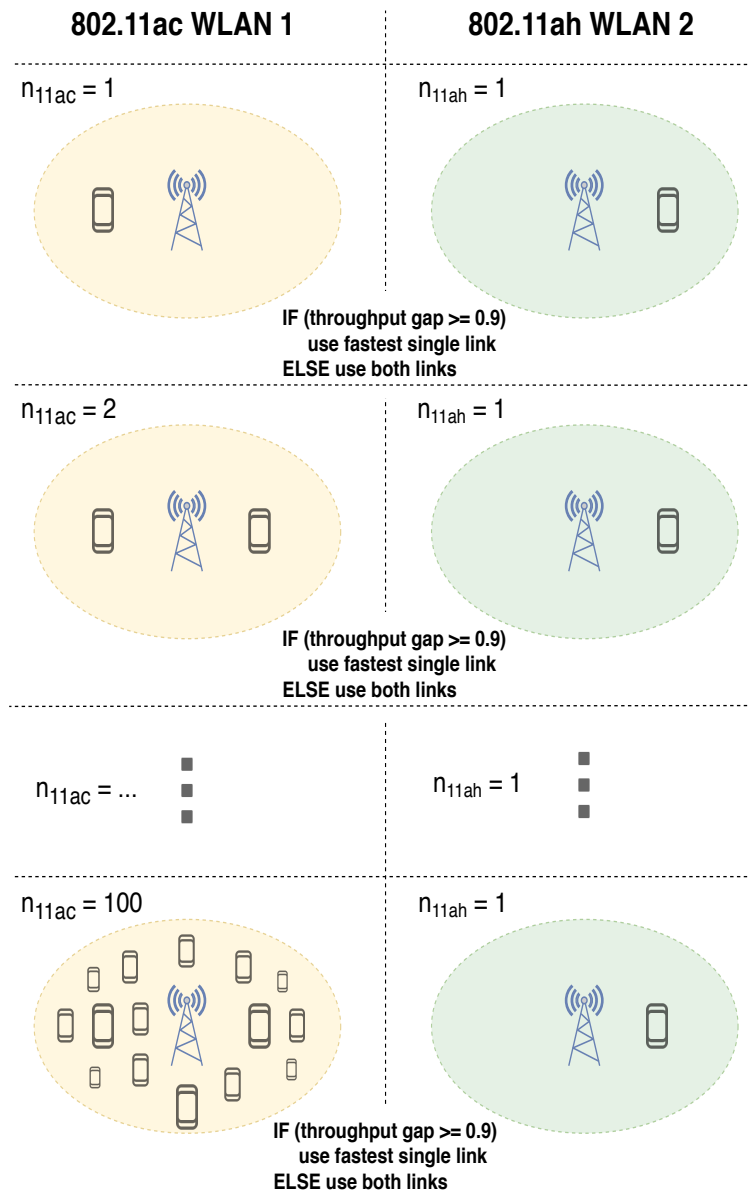 802.11ac WLAN 1
802.11ah WLAN 2
n11ac = 1
n11ah = 1
IF (throughput gap >= 0.9)
use fastest single link
ELSE use both links
n11ac = 2
n11ah = 1
IF (throughput gap >= 0.9)
use fastest single link
ELSE use both links
n11ac = ...
n11ah = 1
n11ac = 100
n11ah = 1
IF (throughput gap >= 0.9)
use fastest single link
ELSE use both links